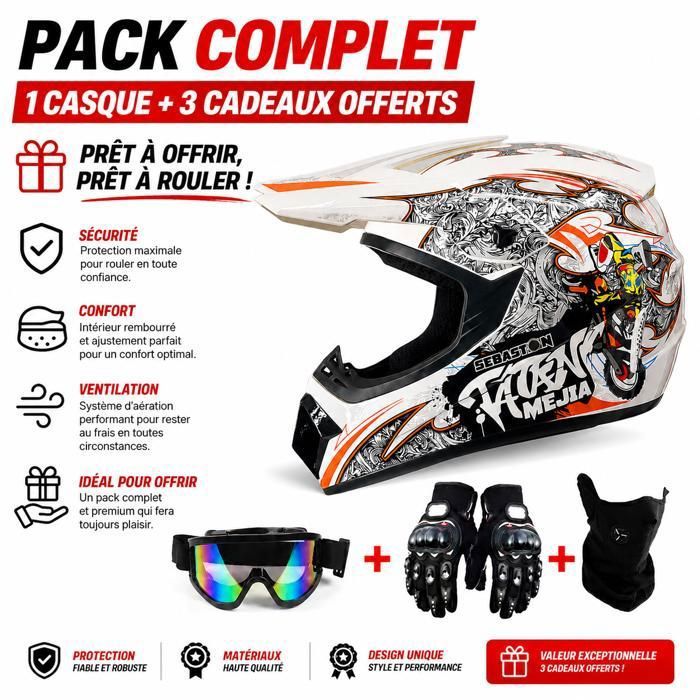 PACK COMPLET
1 CASQUE + 3 CADEAUX OFFERTS
PRÊT À OFFRIR,
PRÊT À ROULER !
SÉCURITÉ
Protection maximale
pour rouler en toute
confiance.
CONFORT
Intérieur rembourré
et ajustement parfait
pour un confort optimal.
VENTILATION
Système d'aération
performant pour rester
au frais en toutes
circonstances.
IDÉAL POUR OFFRIR
Un pack complet
et premium qui fera
toujours plaisir.
SEBASTIAN
TATAN
MEJIA
+
+
PROTECTION
FIABLE ET ROBUSTE
MATÉRIAUX
HAUTE QUALITÉ
DESIGN UNIQUE
STYLE ET PERFORMANCE
VALEUR EXCEPTIONNELLE
3 CADEAUX OFFERTS !